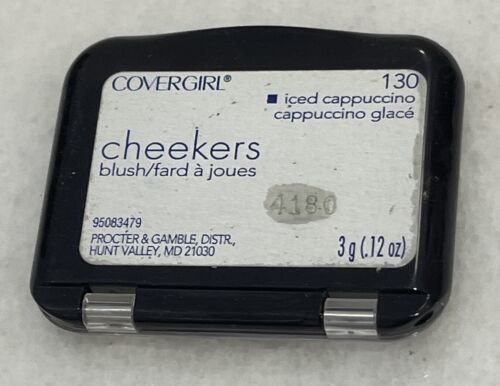 COVERGIRL®
130
■ iced cappuccino
cappuccino glacé
cheekers
blush/fard à joues
4180
95083479
PROCTER & GAMBLE, DISTR.,
HUNT VALLEY, MD 21030
3 g (.12 oz)